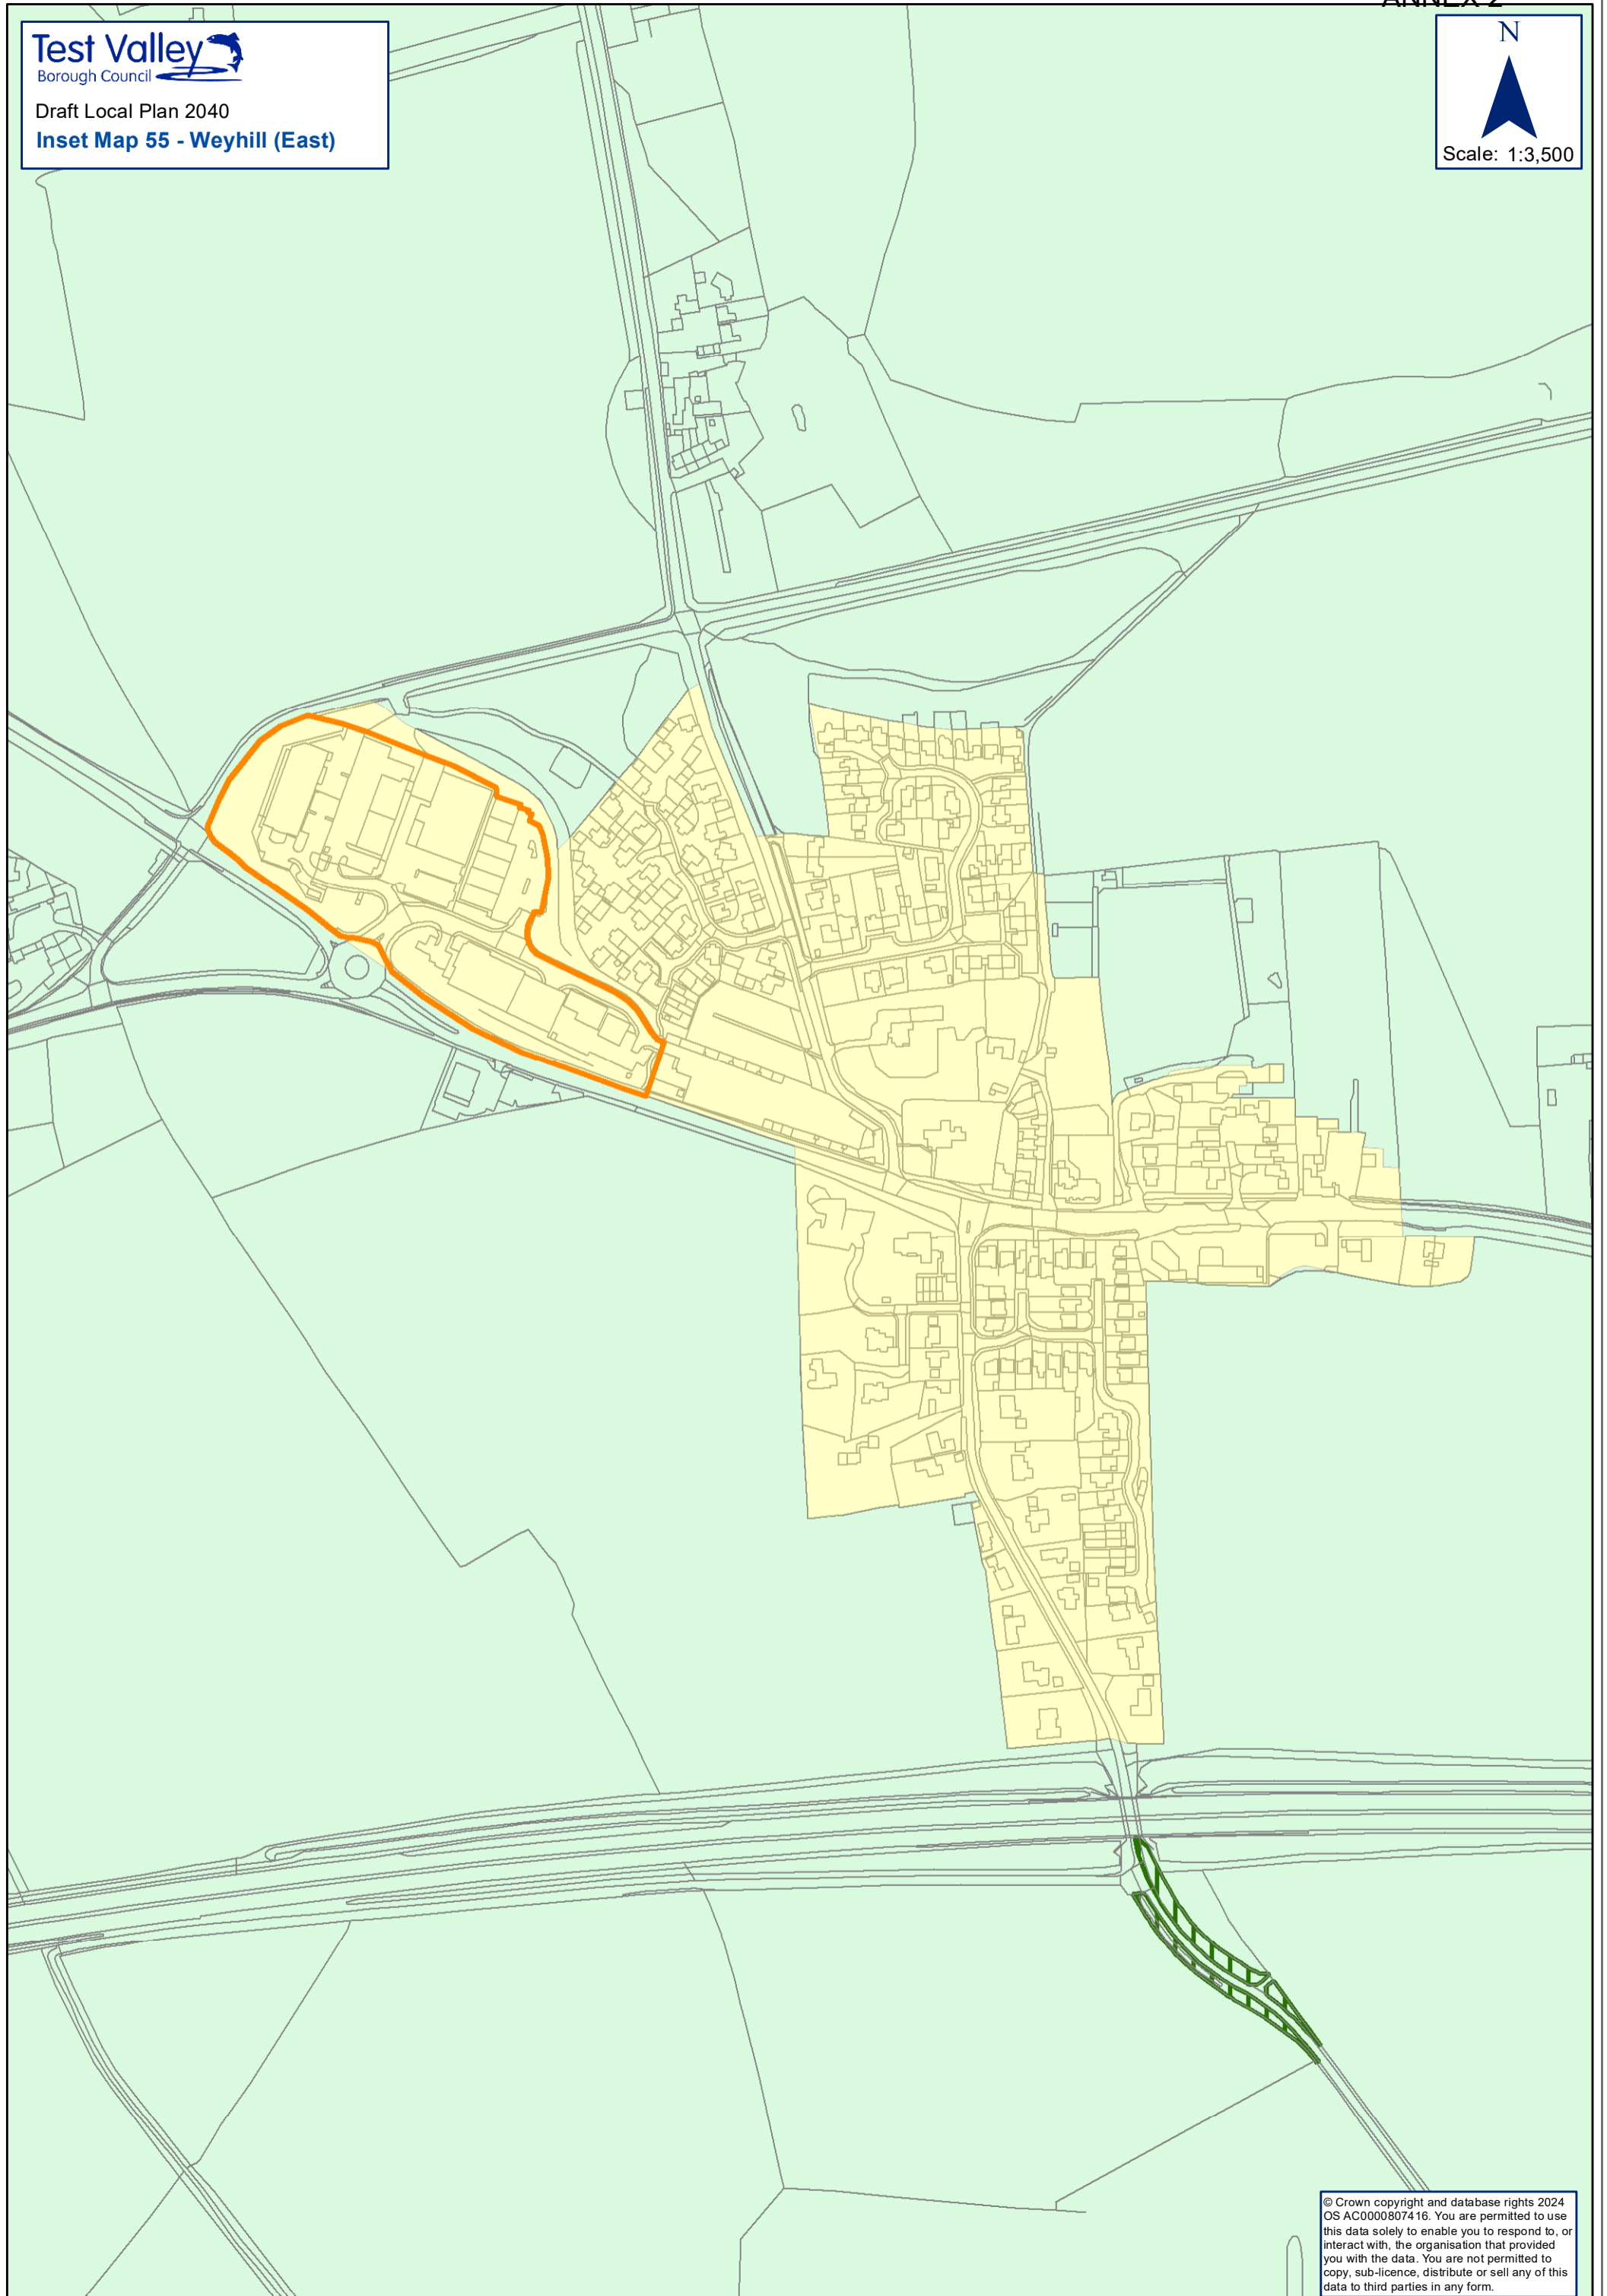 ANNEX 2
Test Valley
Borough Council
Draft Local Plan 2040
Inset Map 55 - Weyhill (East)
N
Scale: 1:3,500
© Crown copyright and database rights 2024
OS AC0000807416. You are permitted to use
this data solely to enable you to respond to, or
interact with, the organisation that provided
you with the data. You are not permitted to
copy, sub-licence, distribute or sell any of this
data to third parties in any form.